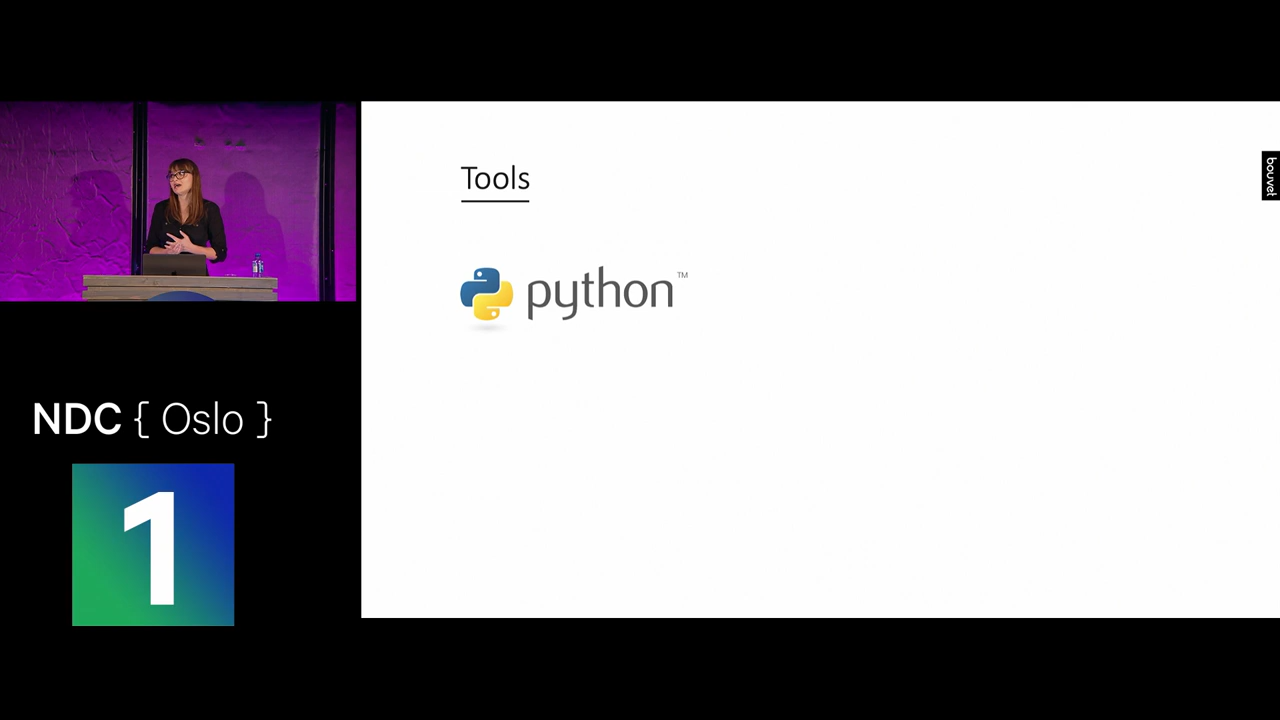 Tools
python™
bouvet
NDC { Oslo }
1